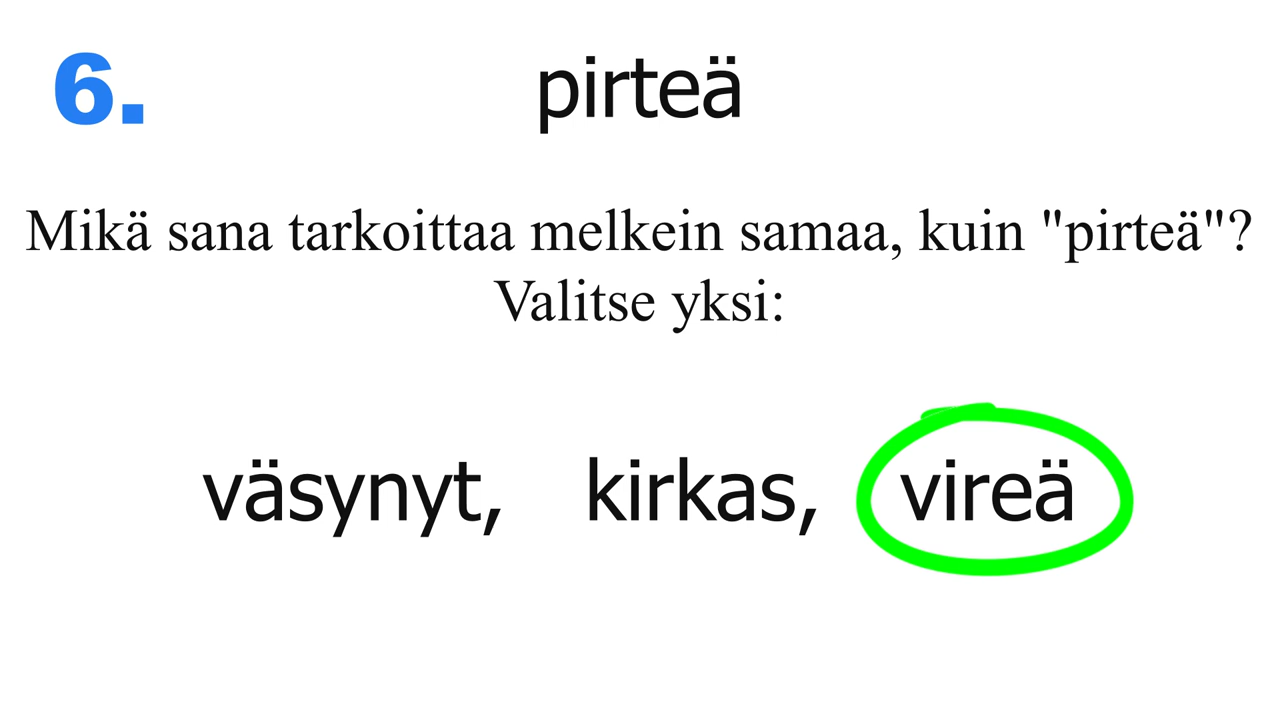 6. pirteä
Mikä sana tarkoittaa melkein samaa, kuin "pirteä"?
Valitse yksi:
väsynyt, kirkas, vireä